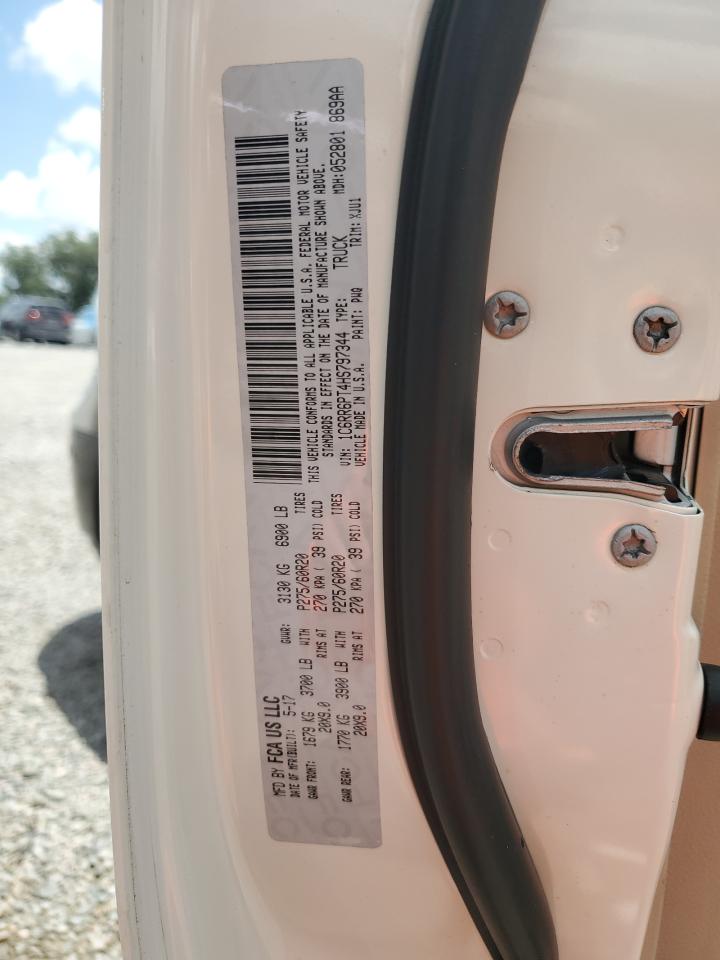 MFD BY FCA US LLC
DATE OF MFR(BUILT): 5-17 GVWR: 3130 KG 6900 LB
GAWR FRONT: 1679 KG 3700 LB WITH P275/60R20 TIRES
20X9.0 RIMS AT 270 KPA ( 39 PSI) COLD
GAWR REAR: 1770 KG 3900 LB WITH P275/60R20 TIRES
20X9.0 RIMS AT 270 KPA ( 39 PSI) COLD
THIS VEHICLE CONFORMS TO ALL APPLICABLE U.S.A. FEDERAL MOTOR VEHICLE SAFETY
STANDARDS IN EFFECT ON THE DATE OF MANUFACTURE SHOWN ABOVE.
VIN: 1C6RR6PT4HS797344 TYPE: TRUCK MDH:052801 869AA
VEHICLE MADE IN U.S.A. PAINT: PWQ TRIM: XJU1